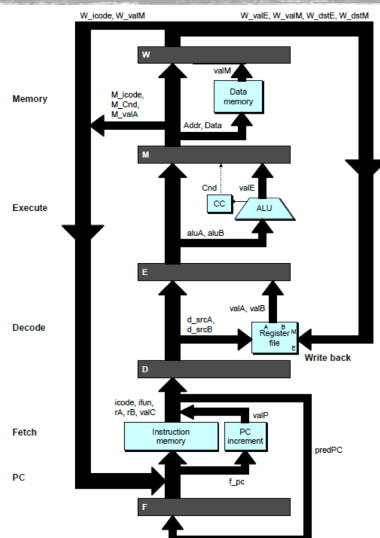 W_icode, W_valM
W_valE, W_valM, W_dstE, W_dstM
W
valM
Memory
M_icode,
M_Cnd,
M_valA
Data
memory
Addr, Data
M
Cnd
valE
Execute
CC
ALU
aluA, aluB
E
valA, valB
d_srcA,
d_srcB
Decode
A B
M
Register
file
E
Write back
D
icode, ifun,
rA, rB, valC
valP
Fetch
Instruction
memory
PC
increment
predPC
PC
f_pc
F